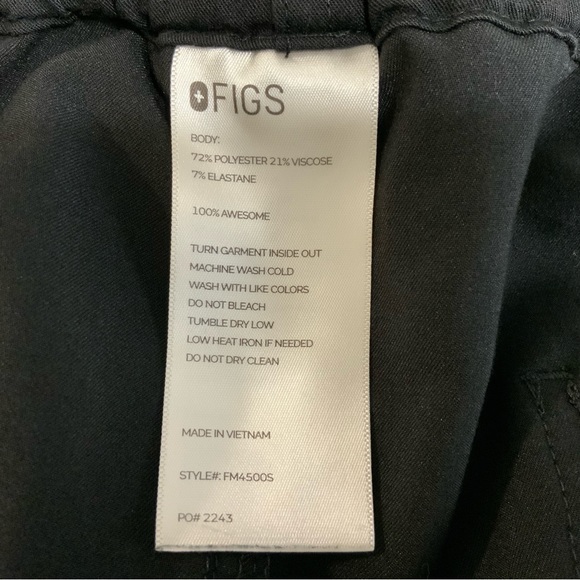 FIGS
BODY:
72% POLYESTER 21% VISCOSE
7% ELASTANE
100% AWESOME
TURN GARMENT INSIDE OUT
MACHINE WASH COLD
WASH WITH LIKE COLORS
DO NOT BLEACH
TUMBLE DRY LOW
LOW HEAT IRON IF NEEDED
DO NOT DRY CLEAN
MADE IN VIETNAM
STYLE#: FM4500S
PO# 2243